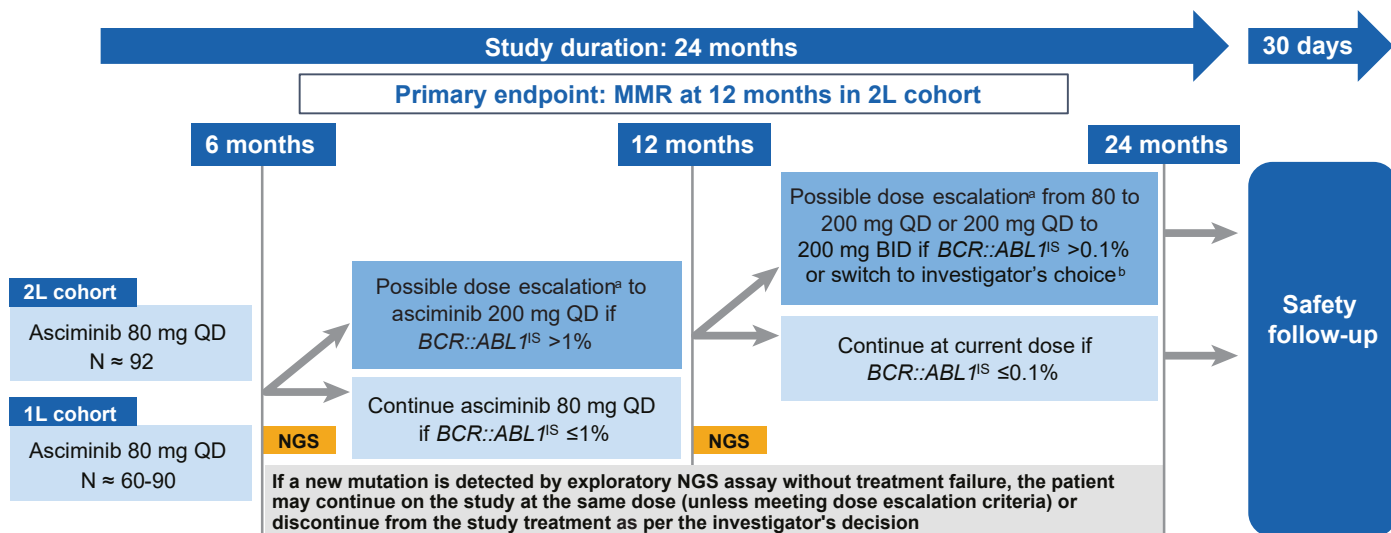 Study duration: 24 months
30 days
Primary endpoint: MMR at 12 months in 2L cohort
6 months
12 months
24 months
2L cohort
Asciminib 80 mg QD
N ≈ 92
1L cohort
Asciminib 80 mg QD
N ≈ 60-90
Possible dose escalationᵃ to
asciminib 200 mg QD if
BCR::ABL1ᴵˢ >1%
Continue asciminib 80 mg QD
if BCR::ABL1ᴵˢ ≤1%
NGS
Possible dose escalationᵃ from 80 to
200 mg QD or 200 mg QD to
200 mg BID if BCR::ABL1ᴵˢ >0.1%
or switch to investigator’s choiceᵇ
Continue at current dose if
BCR::ABL1ᴵˢ ≤0.1%
NGS
If a new mutation is detected by exploratory NGS assay without treatment failure, the patient
may continue on the study at the same dose (unless meeting dose escalation criteria) or
discontinue from the study treatment as per the investigator's decision
Safety
follow-up